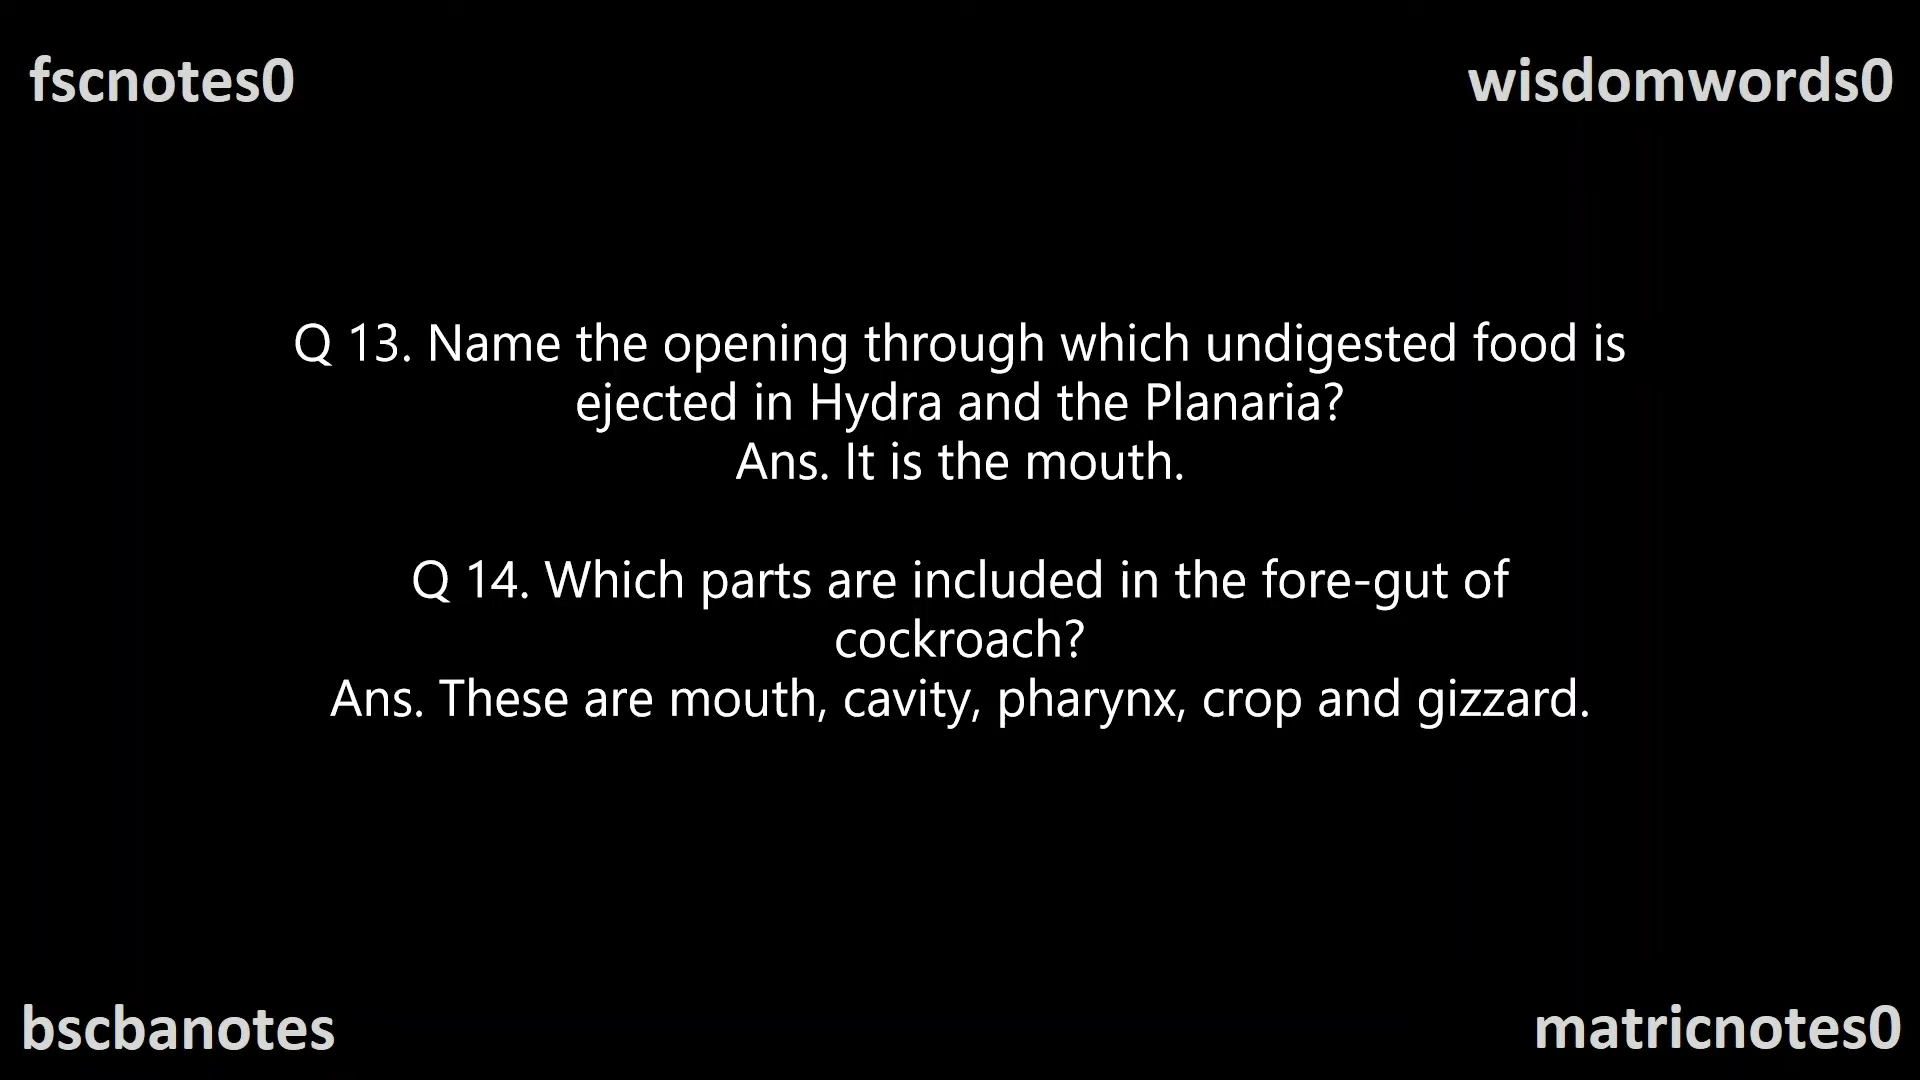 fscnotes0
wisdomwords0
Q 13. Name the opening through which undigested food is
ejected in Hydra and the Planaria?
Ans. It is the mouth.
Q 14. Which parts are included in the fore-gut of
cockroach?
Ans. These are mouth, cavity, pharynx, crop and gizzard.
bscbanotes
matricnotes0